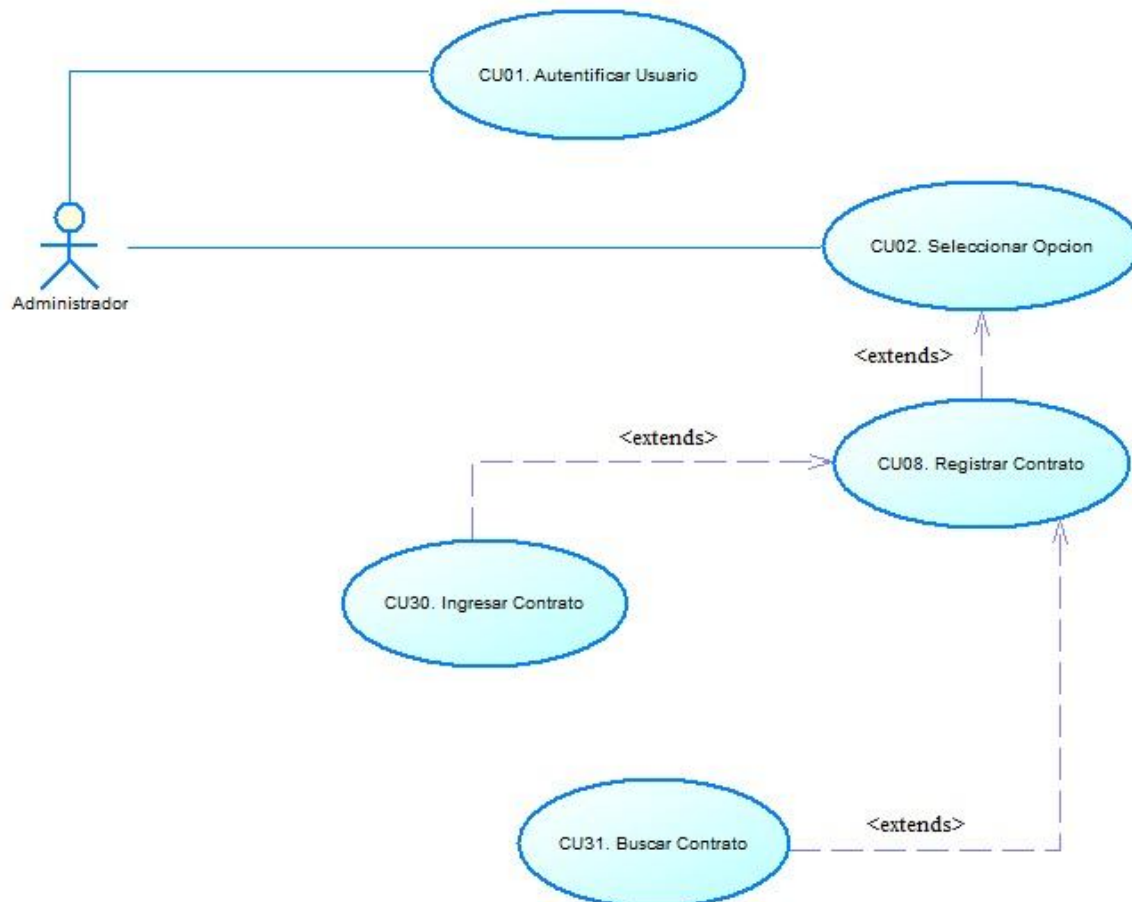 CU01. Autentificar Usuario
CU02. Seleccionar Opcion
Administrador
<extends>
<extends>
CU08. Registrar Contrato
CU30. Ingresar Contrato
CU31. Buscar Contrato
<extends>